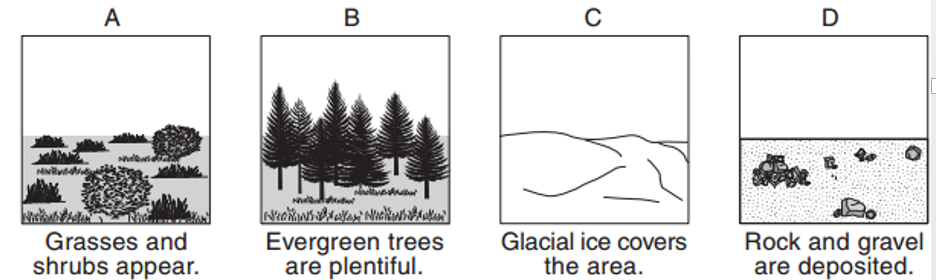 A B C D
Grasses and shrubs appear.
Evergreen trees are plentiful.
Glacial ice covers the area.
Rock and gravel are deposited.